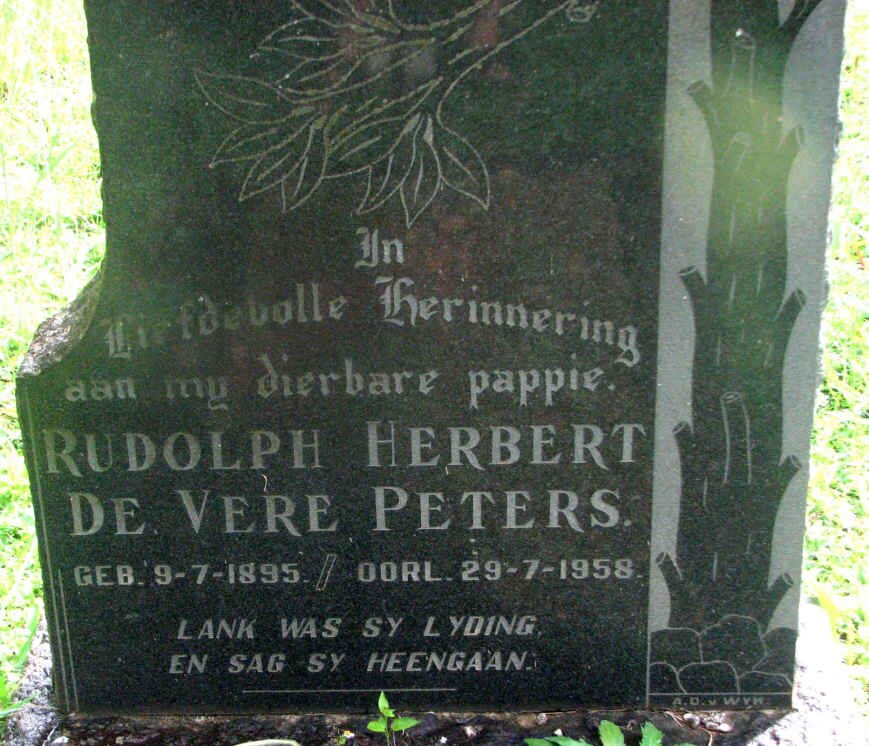 In
Liefdevolle Herinnering
aan my dierbare pappie.
RUDOLPH HERBERT
DE VERE PETERS.
GEB. 9-7-1895. // OORL. 29-7-1958.
LANK WAS SY LYDING
EN SAG SY HEENGAAN.
A.D. v WYK